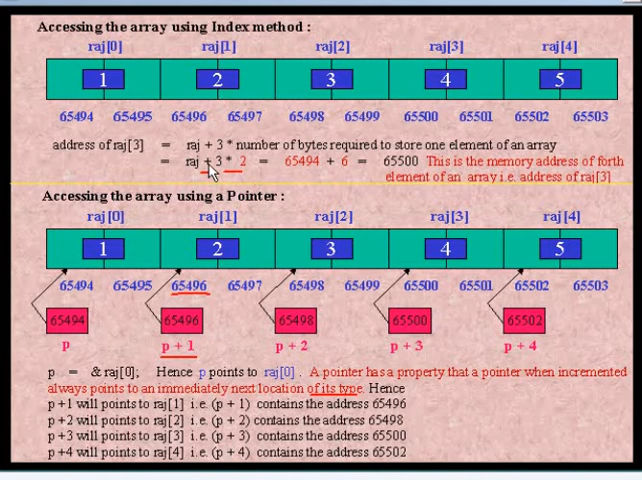 Accessing the array using Index method :
raj[0] raj[1] raj[2] raj[3] raj[4]
1 2 3 4 5
65494 65495 65496 65497 65498 65499 65500 65501 65502 65503
address of raj[3] = raj + 3 * number of bytes required to store one element of an array
= raj + 3 * 2 = 65494 + 6 = 65500 This is the memory address of forth
element of an array i.e. address of raj[3]
Accessing the array using a Pointer :
raj[0] raj[1] raj[2] raj[3] raj[4]
1 2 3 4 5
65494 65495 65496 65497 65498 65499 65500 65501 65502 65503
65494 65496 65498 65500 65502
p p + 1 p + 2 p + 3 p + 4
p = & raj[0]; Hence p points to raj[0] . A pointer has a property that a pointer when incremented
always points to an immediately next location of its type. Hence
p +1 will points to raj[1] i.e. (p + 1) contains the address 65496
p +2 will points to raj[2] i.e. (p + 2) contains the address 65498
p +3 will points to raj[3] i.e. (p + 3) contains the address 65500
p +4 will points to raj[4] i.e. (p + 4) contains the address 65502